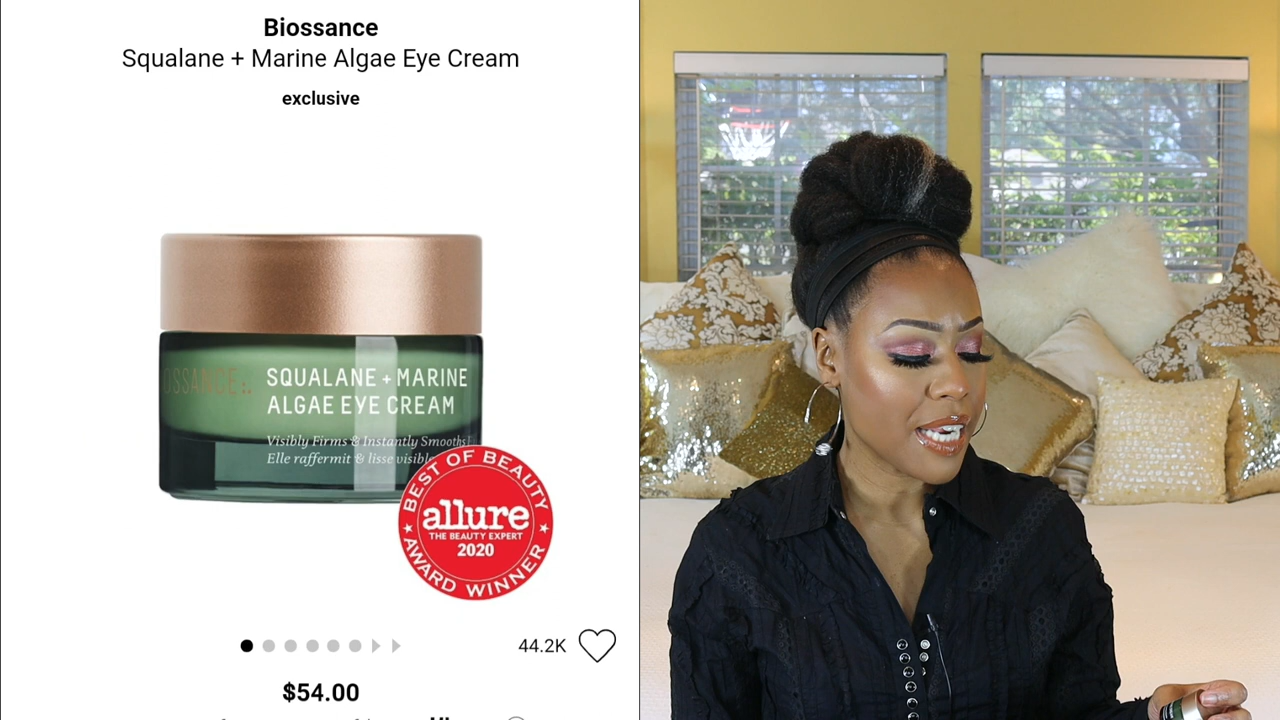 Biossance
Squalane + Marine Algae Eye Cream
exclusive
SQUALANE + MARINE
ALGAE EYE CREAM
Visibly Firms & Instantly Smooths
Elle raffermit & lisse
BEST OF BEAUTY
allure
THE BEAUTY EXPERT
2020
AWARD WINNER
44.2K
$54.00